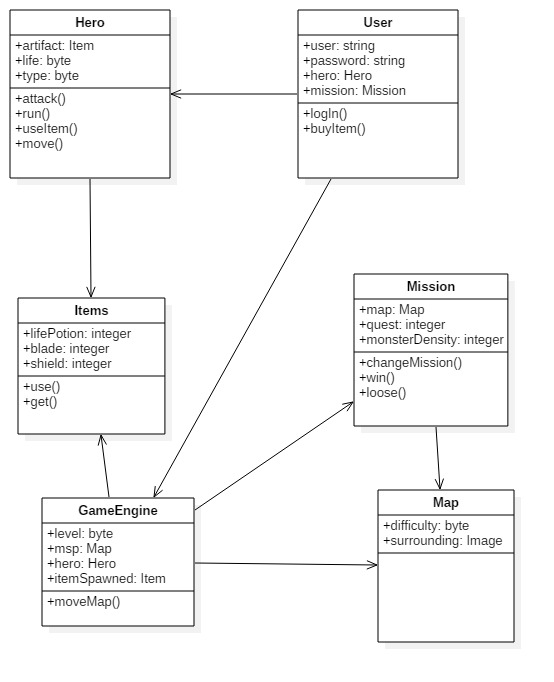 Hero
+artifact: Item
+life: byte
+type: byte
+attack()
+run()
+useItem()
+move()
User
+user: string
+password: string
+hero: Hero
+mission: Mission
+logIn()
+buyItem()
Items
+lifePotion: integer
+blade: integer
+shield: integer
+use()
+get()
Mission
+map: Map
+quest: integer
+monsterDensity: integer
+changeMission()
+win()
+loose()
GameEngine
+level: byte
+msp: Map
+hero: Hero
+itemSpawned: Item
+moveMap()
Map
+difficulty: byte
+surrounding: Image